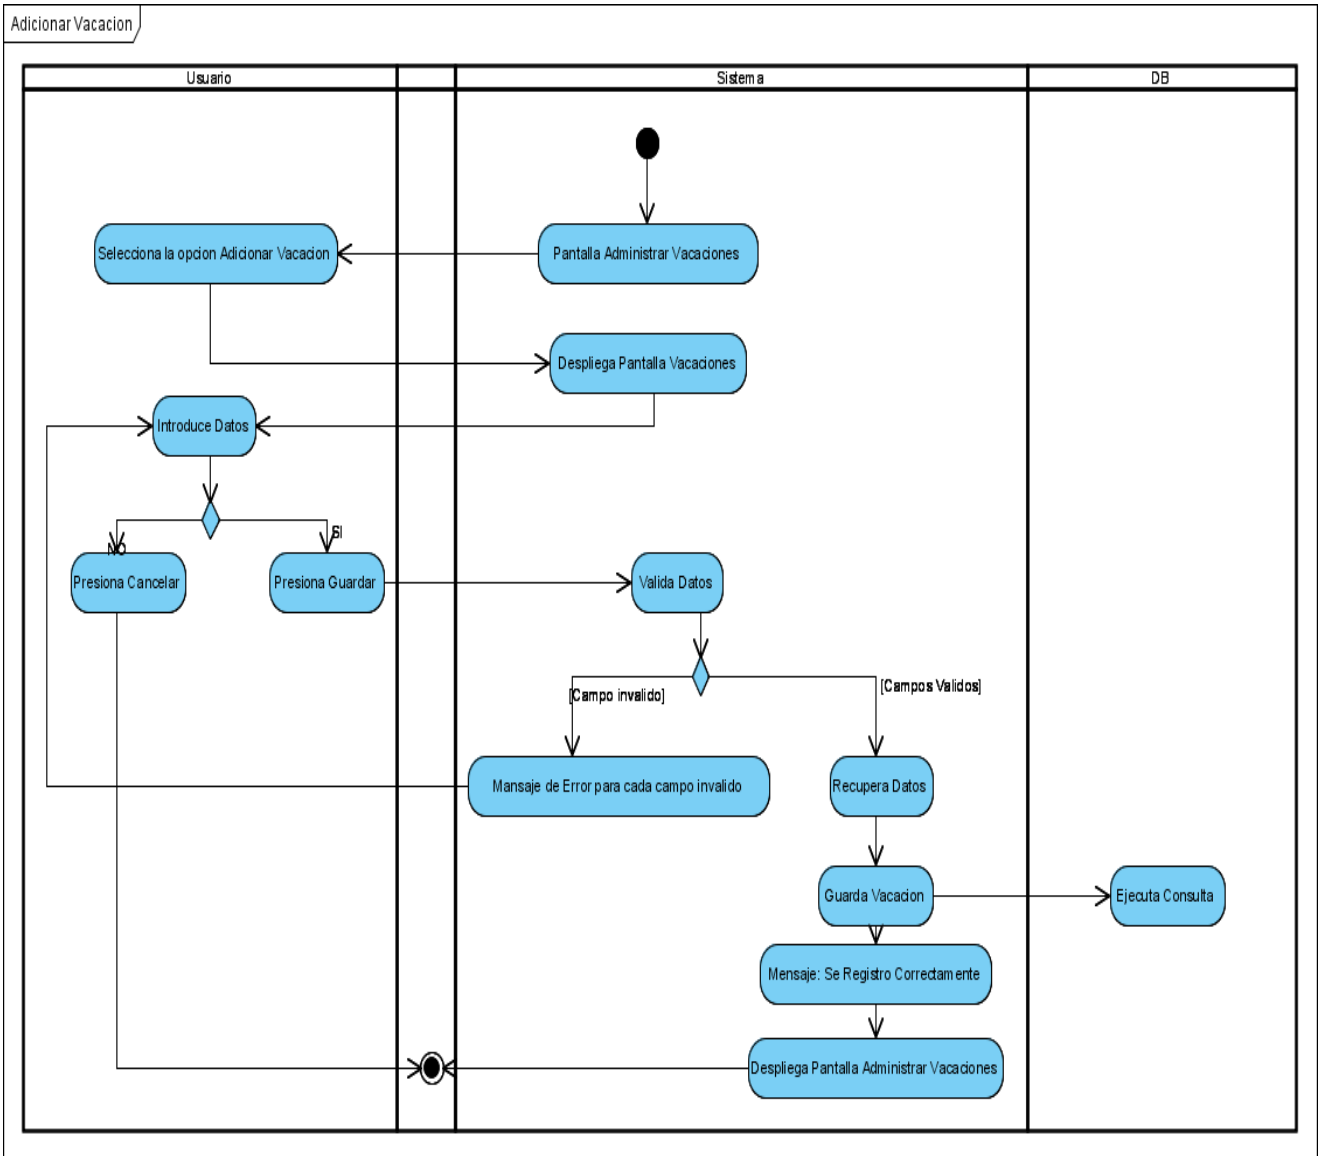 Adicionar Vacacion
Usuario
Sistema
DB
Selecciona la opcion Adicionar Vacacion
Pantalla Administrar Vacaciones
Despliega Pantalla Vacaciones
Introduce Datos
NO
SI
Presiona Cancelar
Presiona Guardar
Valida Datos
[Campo invalido]
[Campos Validos]
Mansaje de Error para cada campo invalido
Recupera Datos
Guarda Vacacion
Ejecuta Consulta
Mensaje: Se Registro Correctamente
Despliega Pantalla Administrar Vacaciones